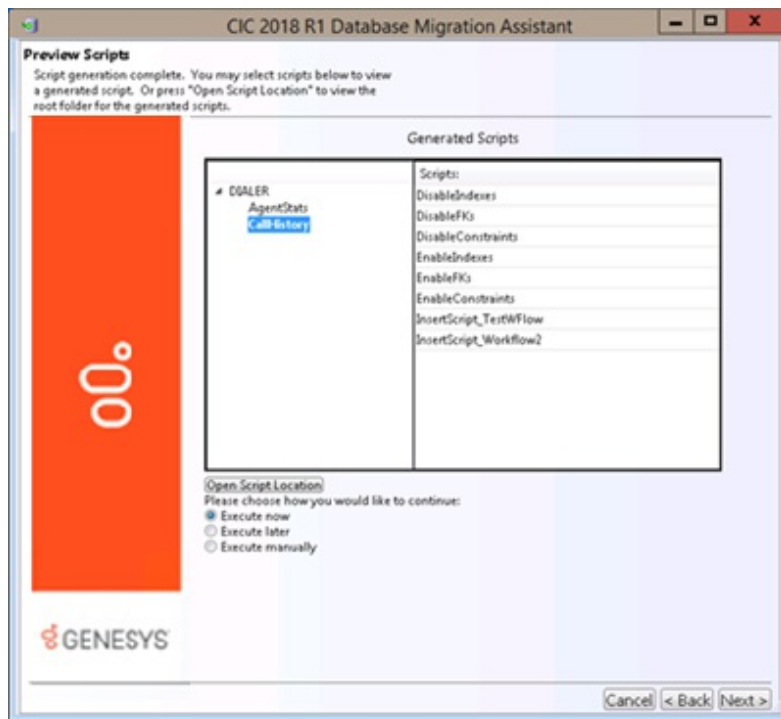 CIC 2018 R1 Database Migration Assistant
Preview Scripts
Script generation complete. You may select scripts below to view
a generated script. Or press "Open Script Location" to view the
root folder for the generated scripts.
Generated Scripts
Scripts:
DIALER
AgentStats
CallHistory
DisableIndexes
DisableFKs
DisableConstraints
EnableIndexes
EnableFKs
EnableConstraints
InsertScript_TestWFlow
InsertScript_Workflow2
Open Script Location
Please choose how you would like to continue:
Execute now
Execute later
Execute manually
GENESYS
Cancel < Back Next >